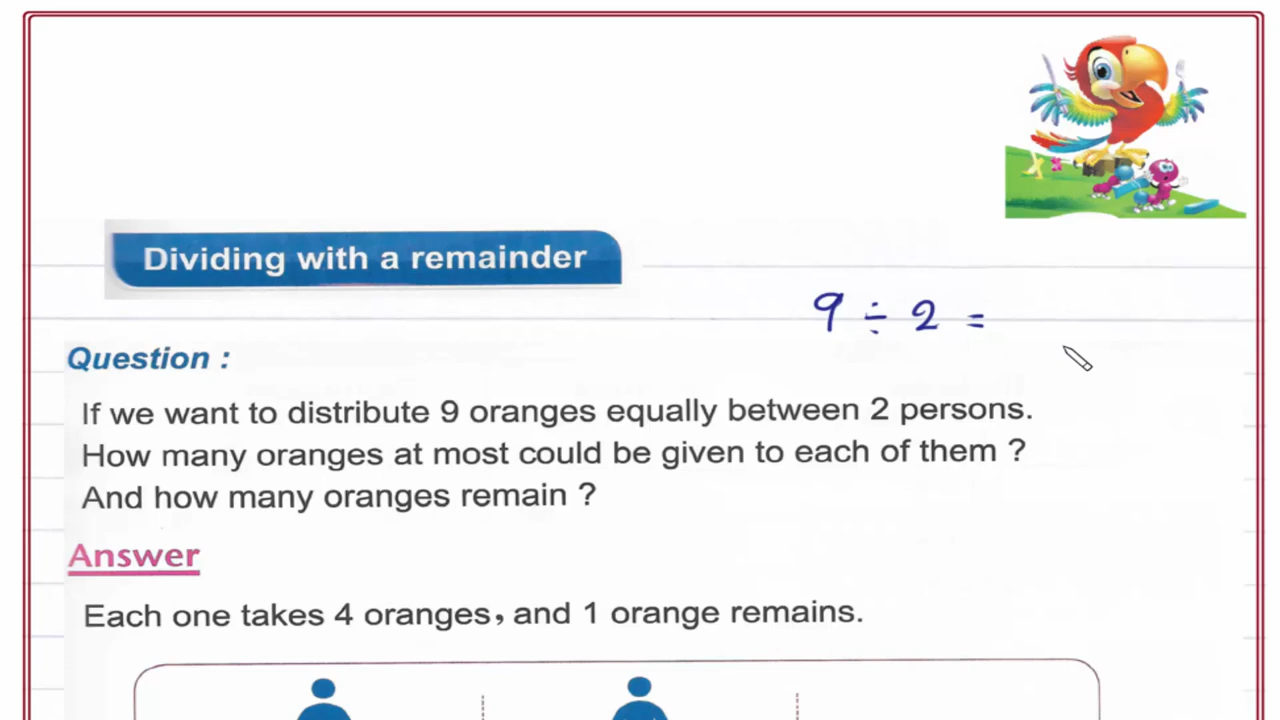 Dividing with a remainder
9 ÷ 2 =
Question :
If we want to distribute 9 oranges equally between 2 persons.
How many oranges at most could be given to each of them ?
And how many oranges remain ?
Answer
Each one takes 4 oranges, and 1 orange remains.